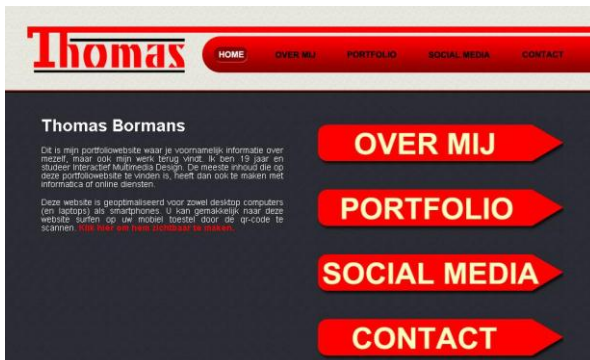 Thomas
HOME OVER MIJ PORTFOLIO SOCIAL MEDIA CONTACT
Thomas Bormans
Dit is mijn portfoliowebsite waar je voornamelijk informatie over
mezelf, maar ook mijn werk terug vindt. Ik ben 19 jaar en
studeer Interactief Multimedia Design. De meeste inhoud die op
deze portfoliowebsite te vinden is, heeft dan ook te maken met
informatica of online diensten.
Deze website is geoptimaliseerd voor zowel desktop computers
(en laptops) als smartphones. U kan gemakkelijk naar deze
website surfen op uw mobiel toestel door de qr-code te
scannen. Klik hier om hem zichtbaar te maken.
OVER MIJ
PORTFOLIO
SOCIAL MEDIA
CONTACT